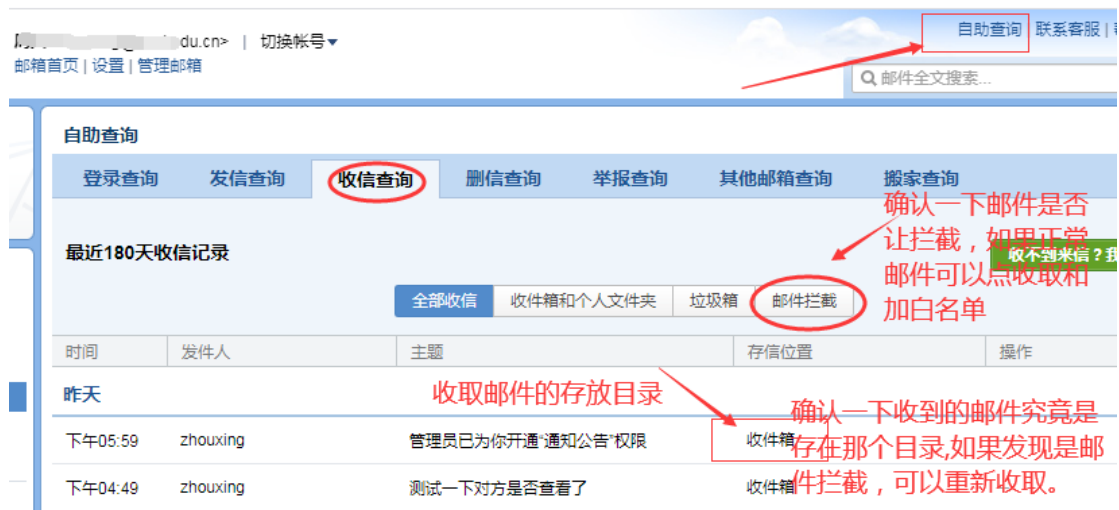 自助查询 联系客服 |
du.cn> | 切换帐号▾
邮箱首页 | 设置 | 管理邮箱
邮件全文搜索...
自助查询
登录查询 发信查询 收信查询 删信查询 举报查询 其他邮箱查询 搬家查询
确认一下邮件是否
让拦截，如果正常
邮件可以点收取和
加白名单
最近180天收信记录
收不到来信？我
全部收信 收件箱和个人文件夹 垃圾箱 邮件拦截
时间 发件人 主题 存信位置 操作
昨天
收取邮件的存放目录
确认一下收到的邮件究竟是
存在那个目录,如果发现是邮
件拦截，可以重新收取。
下午05:59 zhouxing 管理员已为你开通“通知公告”权限 收件箱
下午04:49 zhouxing 测试一下对方是否查看了 收件箱